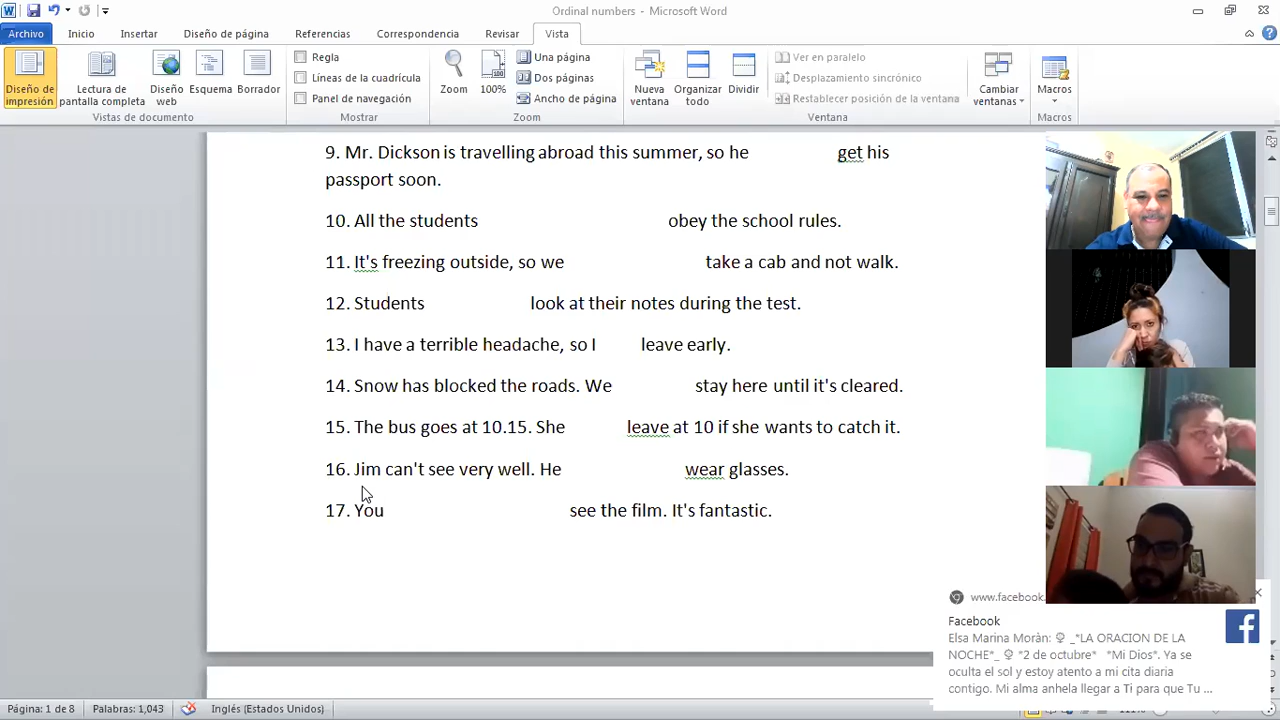 Ordinal numbers - Microsoft Word
Archivo Inicio Insertar Diseño de página Referencias Correspondencia Revisar Vista
Diseño de impresión
Lectura de pantalla completa
Diseño web
Esquema
Borrador
Vistas de documento
Regla
Líneas de la cuadrícula
Panel de navegación
Mostrar
Zoom
100%
Una página
Dos páginas
Ancho de página
Zoom
Nueva ventana
Organizar todo
Dividir
Ver en paralelo
Desplazamiento sincrónico
Restablecer posición de la ventana
Ventana
Cambiar ventanas
Macros
Macros
9. Mr. Dickson is travelling abroad this summer, so he get his
passport soon.
10. All the students obey the school rules.
11. It's freezing outside, so we take a cab and not walk.
12. Students look at their notes during the test.
13. I have a terrible headache, so I leave early.
14. Snow has blocked the roads. We stay here until it's cleared.
15. The bus goes at 10.15. She leave at 10 if she wants to catch it.
16. Jim can't see very well. He wear glasses.
17. You see the film. It's fantastic.
www.facebook.
Facebook
Elsa Marina Moràn: _*LA ORACION DE LA
NOCHE*_ *2 de octubre* *Mi Dios*. Ya se
oculta el sol y estoy atento a mi cita diaria
contigo. Mi alma anhela llegar a Ti para que Tu ...
Página: 1 de 8 Palabras: 1,043 Inglés (Estados Unidos)